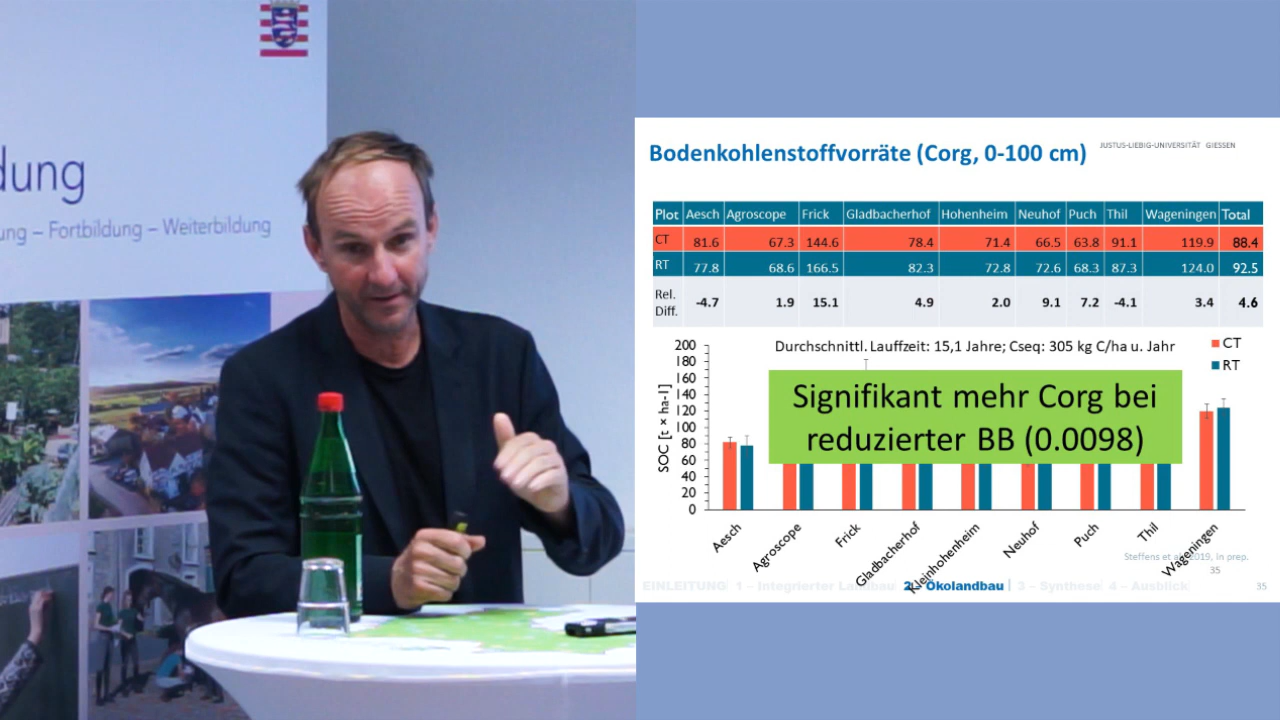 dung
ung – Fortbildung – Weiterbildung
Bodenkohlenstoffvorräte (Corg, 0-100 cm)
JUSTUS-LIEBIG-UNIVERSITÄT GIESSEN
Plot Aesch Agroscope Frick Gladbacherhof Hohenheim Neuhof Puch Thil Wageningen Total
CT 81.6 67.3 144.6 78.4 71.4 66.5 63.8 91.1 119.9 88.4
RT 77.8 68.6 166.5 82.3 72.8 72.6 68.3 87.3 124.0 92.5
Rel. Diff. -4.7 1.9 15.1 4.9 2.0 9.1 7.2 -4.1 3.4 4.6
Durchschnittl. Lauffzeit: 15,1 Jahre; Cseq: 305 kg C/ha u. Jahr
CT
RT
Signifikant mehr Corg bei
reduzierter BB (0.0098)
SOC [t × ha-1]
200
180
160
140
120
100
80
60
40
20
0
Aesch
Agroscope
Frick
Gladbacherhof
Kleinhohenheim
Neuhof
Puch
Thil
Wageningen
Steffens et al. 2019, in prep.
35
EINLEITUNG 1 – Integrierter Landbau 2 – Ökolandbau 3 – Synthese 4 – Ausblick
35